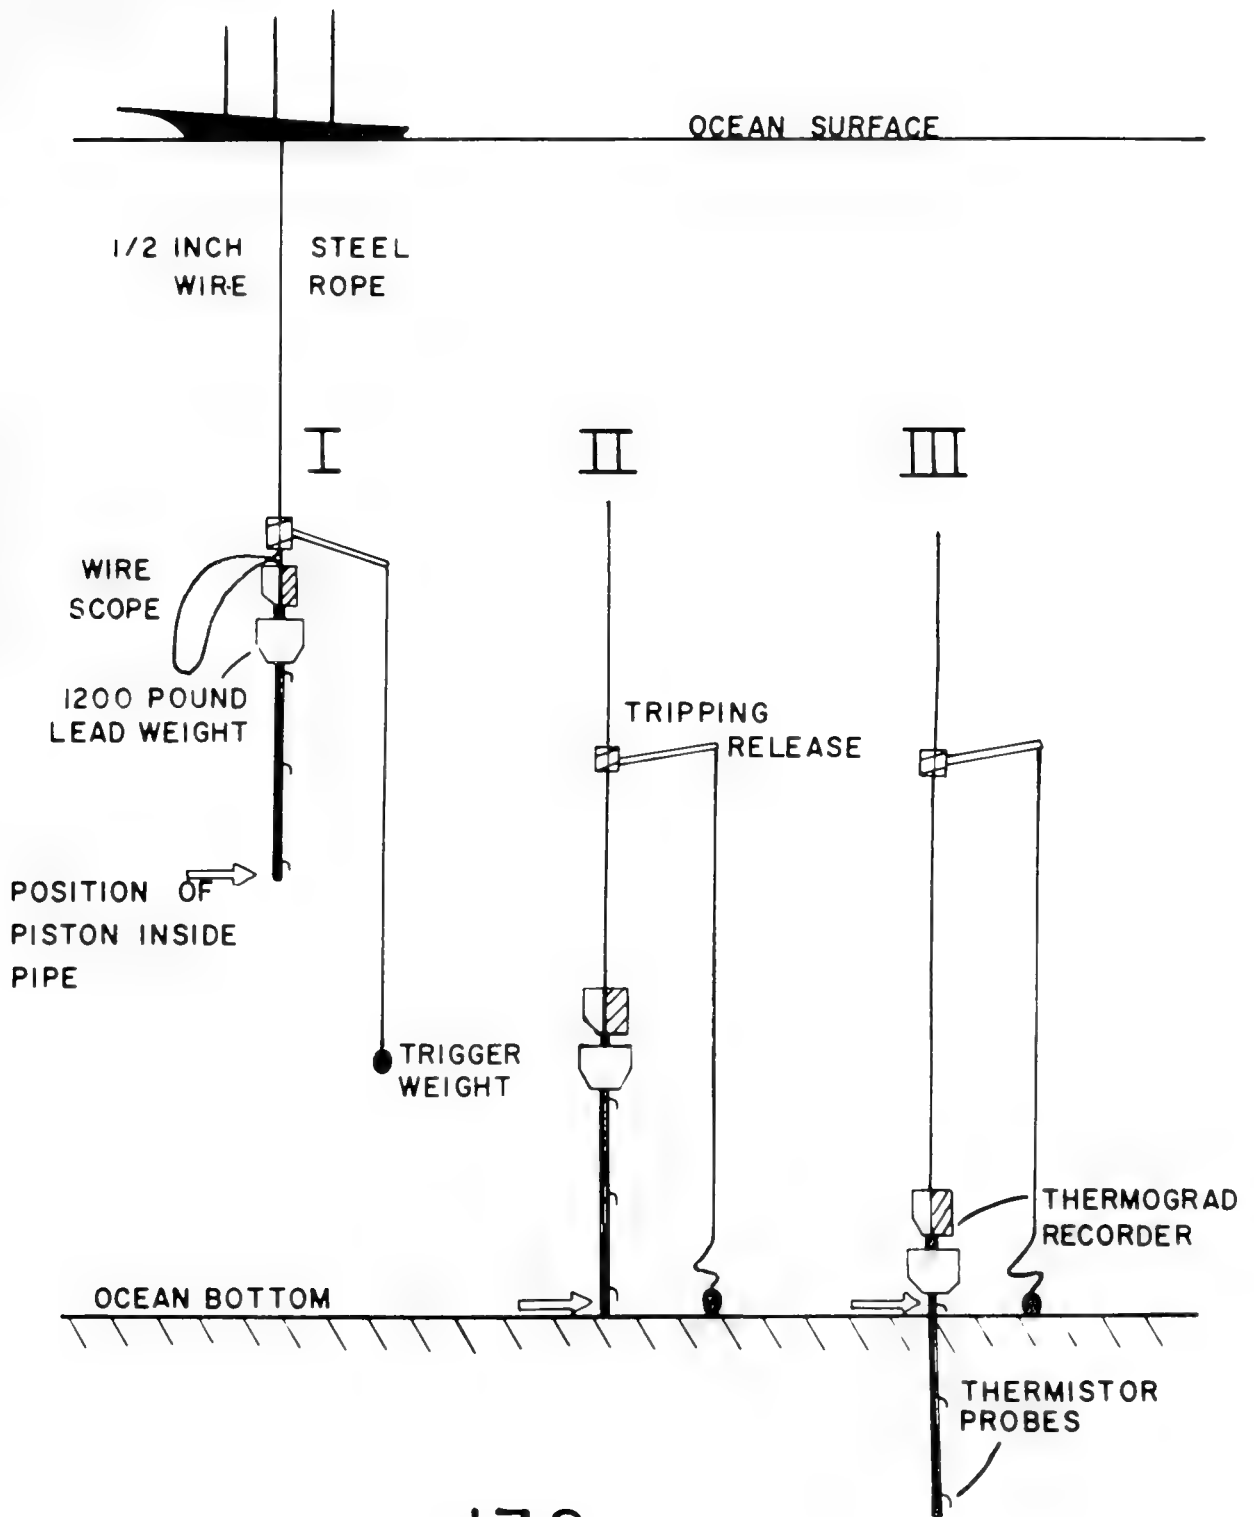 OCEAN SURFACE
1/2 INCH STEEL
WIRE ROPE
I II III
WIRE
SCOPE
1200 POUND
LEAD WEIGHT
TRIPPING
RELEASE
POSITION OF
PISTON INSIDE
PIPE
TRIGGER
WEIGHT
THERMOGRAD
RECORDER
OCEAN BOTTOM
THERMISTOR
PROBES